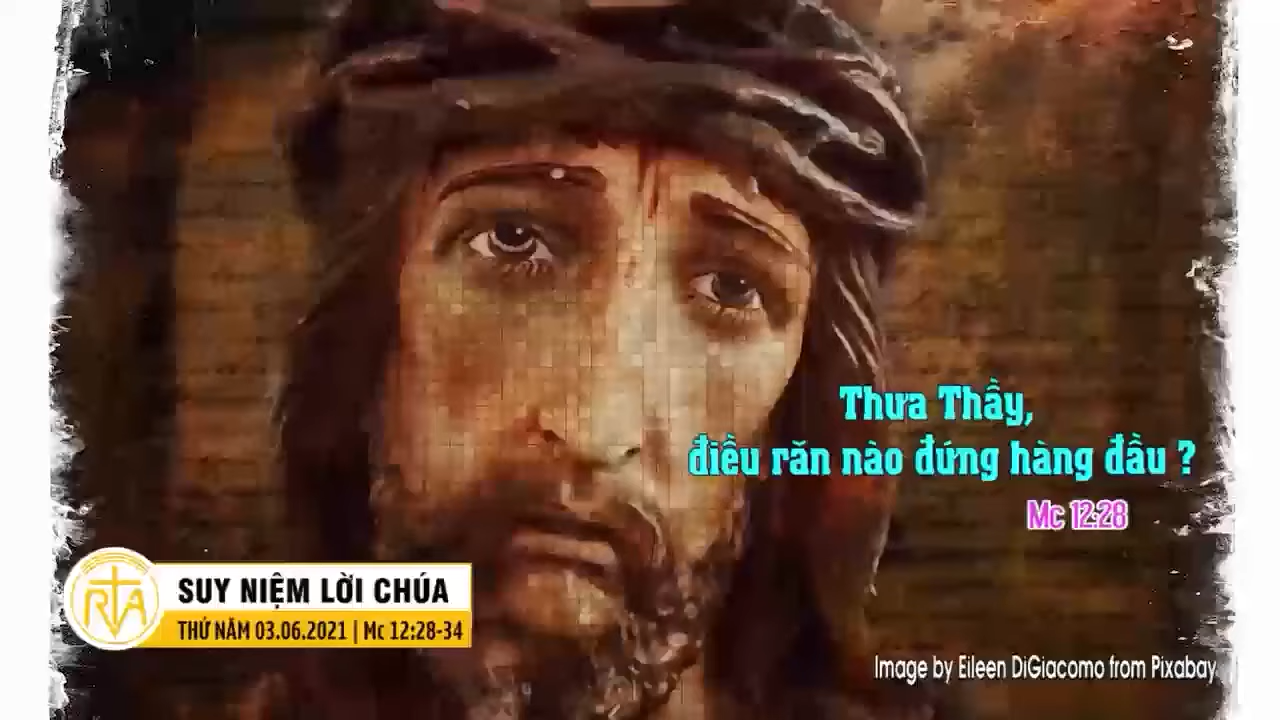 Thưa Thầy,
điều răn nào đứng hàng đầu ?
Mc 12:28
RVA
SUY NIỆM LỜI CHÚA
THỨ NĂM 03.06.2021 | Mc 12:28-34
Image by Eileen DiGiacomo from Pixabay